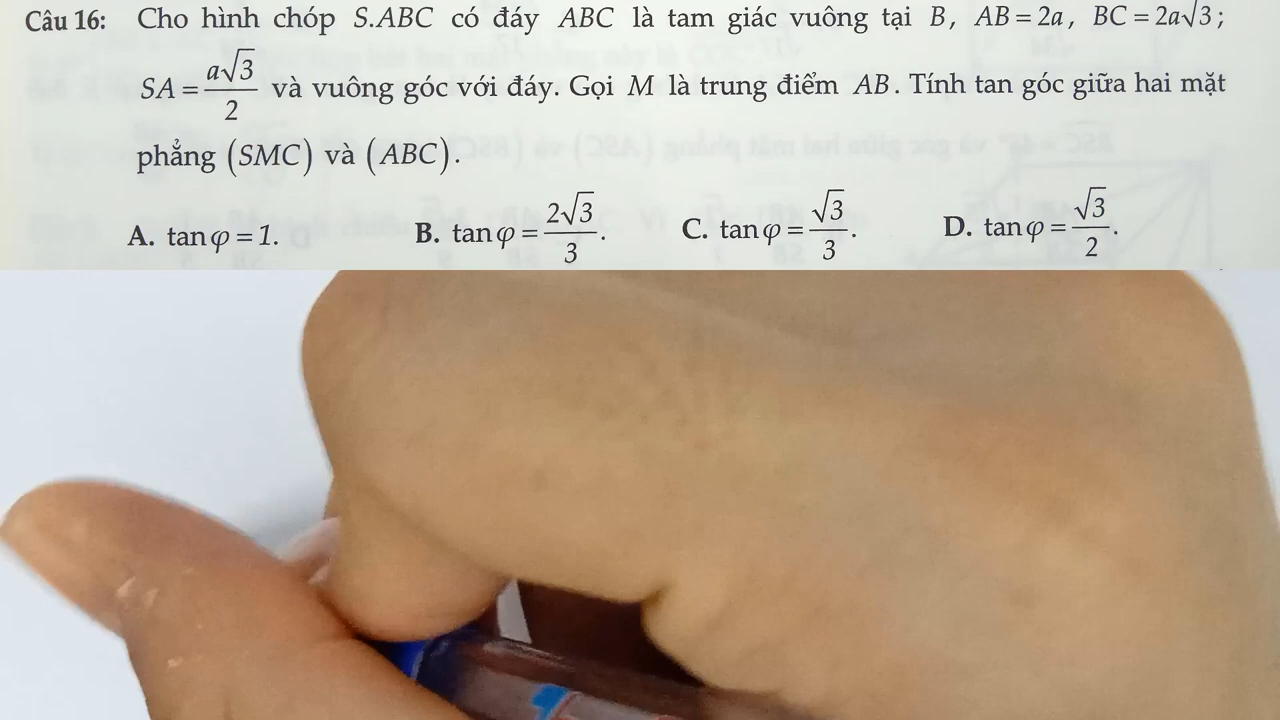 Câu 16: Cho hình chóp S.ABC có đáy ABC là tam giác vuông tại B, AB = 2a, BC = 2a√3;
SA = a√3/2 và vuông góc với đáy. Gọi M là trung điểm AB. Tính tan góc giữa hai mặt
phẳng (SMC) và (ABC).
A. tanφ = 1. B. tanφ = 2√3/3. C. tanφ = √3/3. D. tanφ = √3/2.